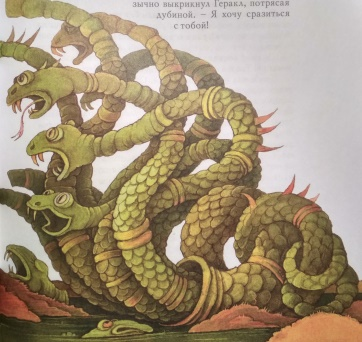 зычно выкрикнул Геракл, потрясая
дубиной. – Я хочу сразиться
с тобой!